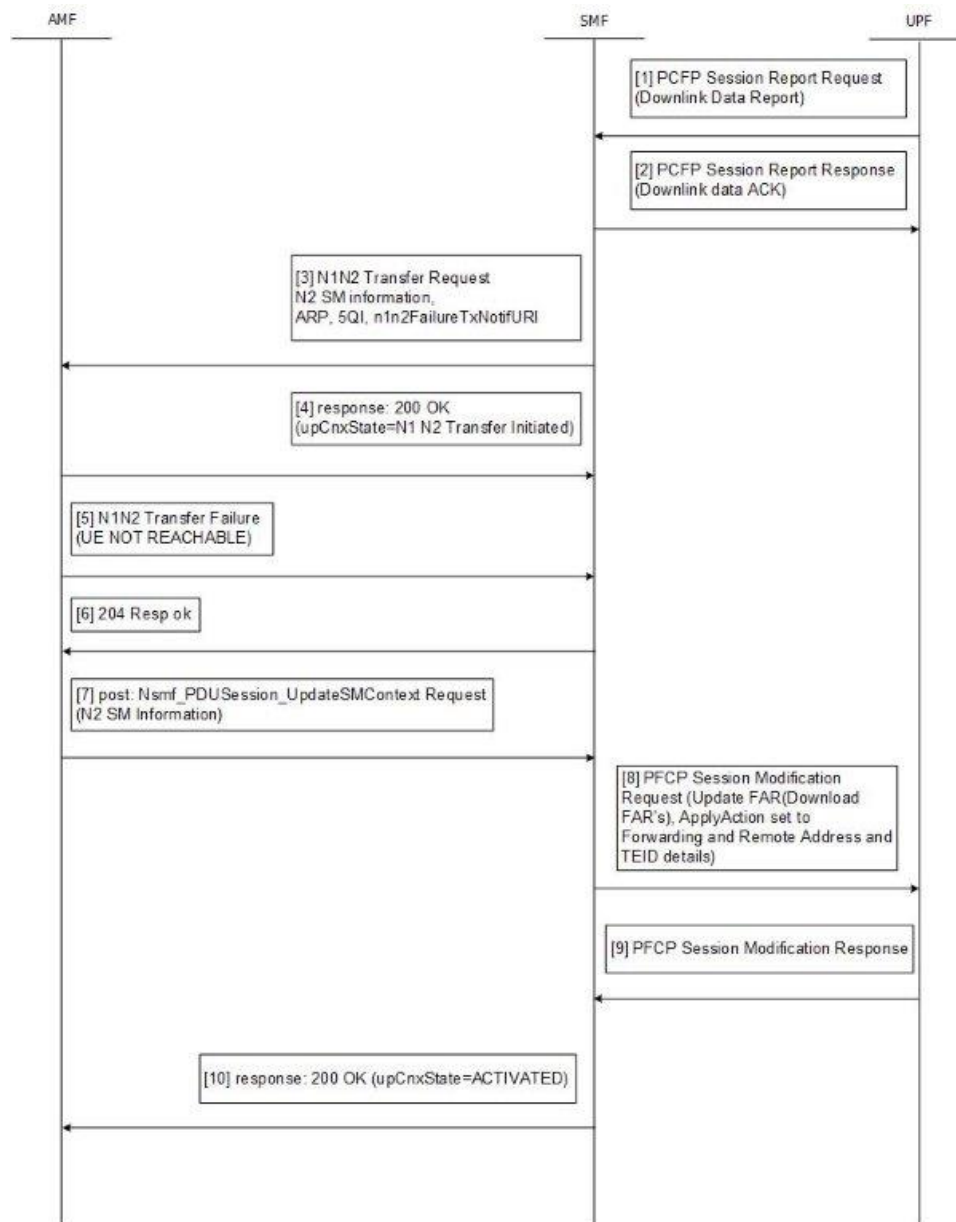 AMF
SMF
UPF
[1] PCFP Session Report Request
(Downlink Data Report)
[2] PCFP Session Report Response
(Downlink data ACK)
[3] N1N2 Transfer Request
N2 SM information,
ARP, 5QI, n1n2FailureTxNotifURI
[4] response: 200 OK
(upCnxState=N1 N2 Transfer Initiated)
[5] N1N2 Transfer Failure
(UE NOT REACHABLE)
[6] 204 Resp ok
[7] post: Nsmf_PDUSession_UpdateSMContext Request
(N2 SM Information)
[8] PFCP Session Modification
Request (Update FAR(Download
FAR's), ApplyAction set to
Forwarding and Remote Address and
TEID details)
[9] PFCP Session Modification Response
[10] response: 200 OK (upCnxState=ACTIVATED)